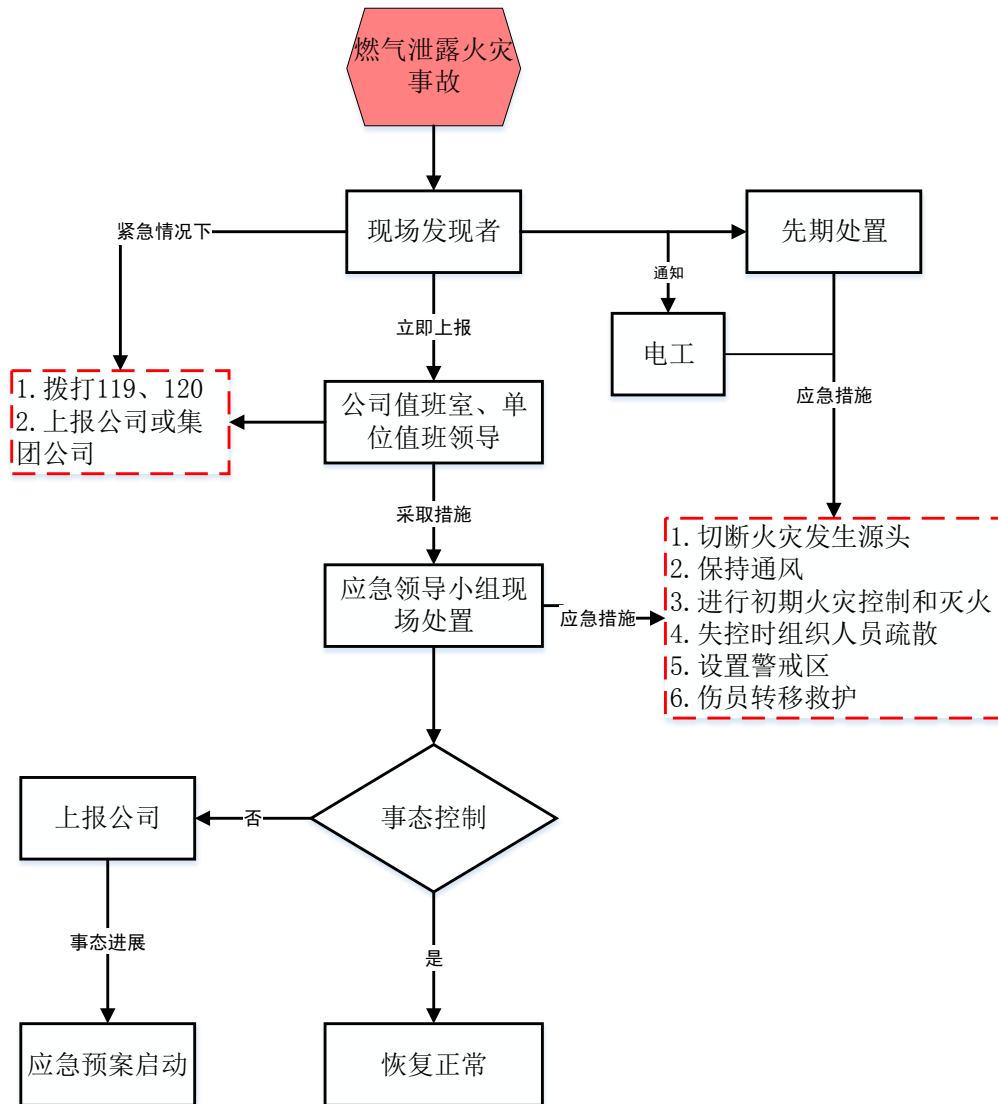 燃气泄露火灾
事故
紧急情况下
现场发现者
先期处置
通知
立即上报
电工
1.拨打119、120
2.上报公司或集
团公司
公司值班室、单
位值班领导
应急措施
采取措施
1.切断火灾发生源头
2.保持通风
3.进行初期火灾控制和灭火
4.失控时组织人员疏散
5.设置警戒区
6.伤员转移救护
应急领导小组现
场处置
应急措施
上报公司
否
事态控制
事态进展
是
应急预案启动
恢复正常